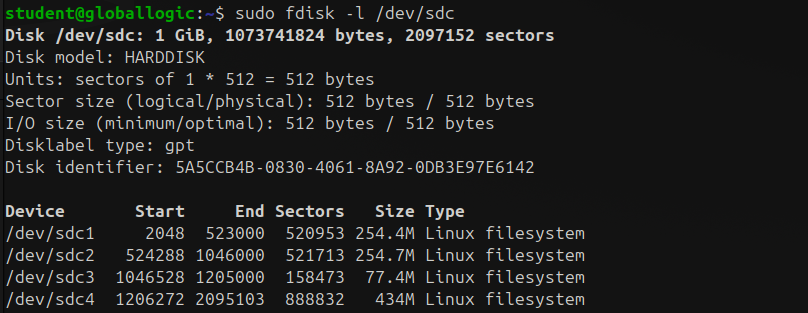 student@globallogic:~$ sudo fdisk -l /dev/sdc
Disk /dev/sdc: 1 GiB, 1073741824 bytes, 2097152 sectors
Disk model: HARDDISK
Units: sectors of 1 * 512 = 512 bytes
Sector size (logical/physical): 512 bytes / 512 bytes
I/O size (minimum/optimal): 512 bytes / 512 bytes
Disklabel type: gpt
Disk identifier: 5A5CCB4B-0830-4061-8A92-0DB3E97E6142

Device       Start     End Sectors   Size Type
/dev/sdc1     2048  523000  520953 254.4M Linux filesystem
/dev/sdc2   524288 1046000  521713 254.7M Linux filesystem
/dev/sdc3  1046528 1205000  158473  77.4M Linux filesystem
/dev/sdc4  1206272 2095103  888832   434M Linux filesystem